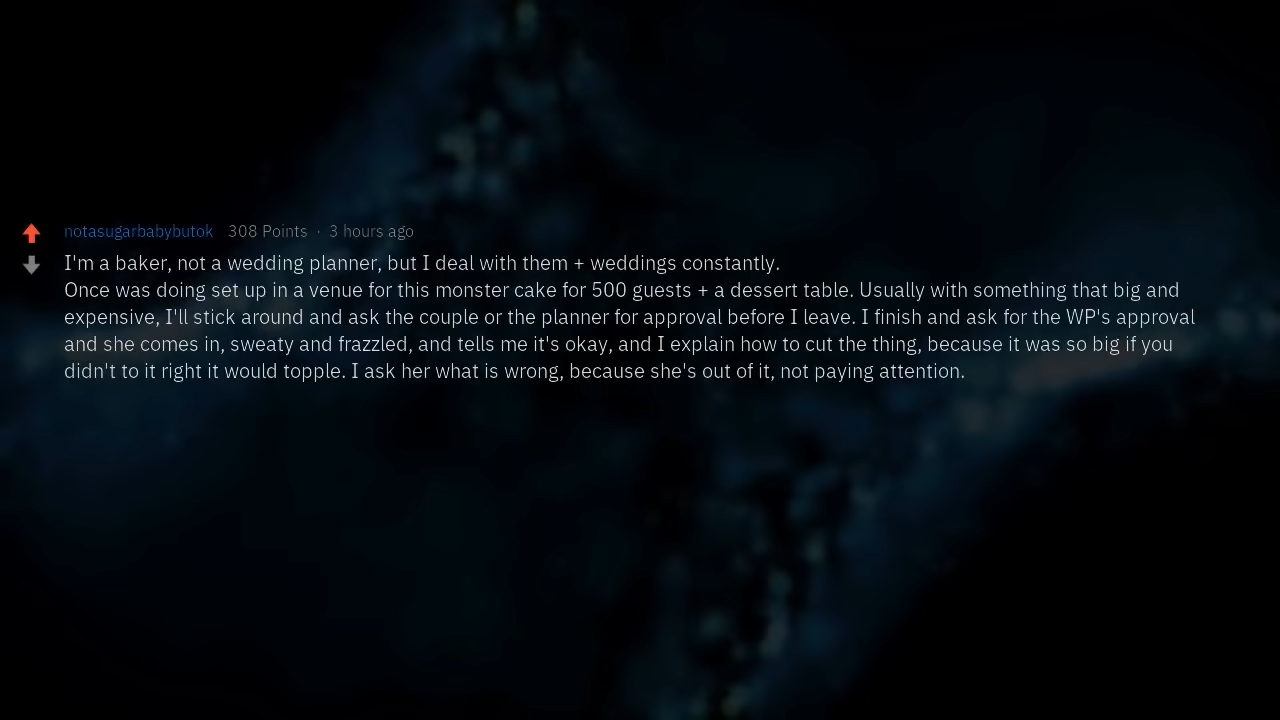 notasugarbabybutok 308 Points · 3 hours ago
I'm a baker, not a wedding planner, but I deal with them + weddings constantly.
Once was doing set up in a venue for this monster cake for 500 guests + a dessert table. Usually with something that big and
expensive, I'll stick around and ask the couple or the planner for approval before I leave. I finish and ask for the WP's approval
and she comes in, sweaty and frazzled, and tells me it's okay, and I explain how to cut the thing, because it was so big if you
didn't to it right it would topple. I ask her what is wrong, because she's out of it, not paying attention.